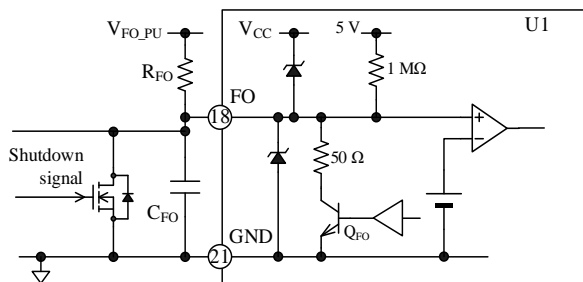 U1
V_FO_PU
V_CC
5 V
R_FO
1 MΩ
FO
18
Shutdown
signal
50 Ω
C_FO
GND
Q_FO
21